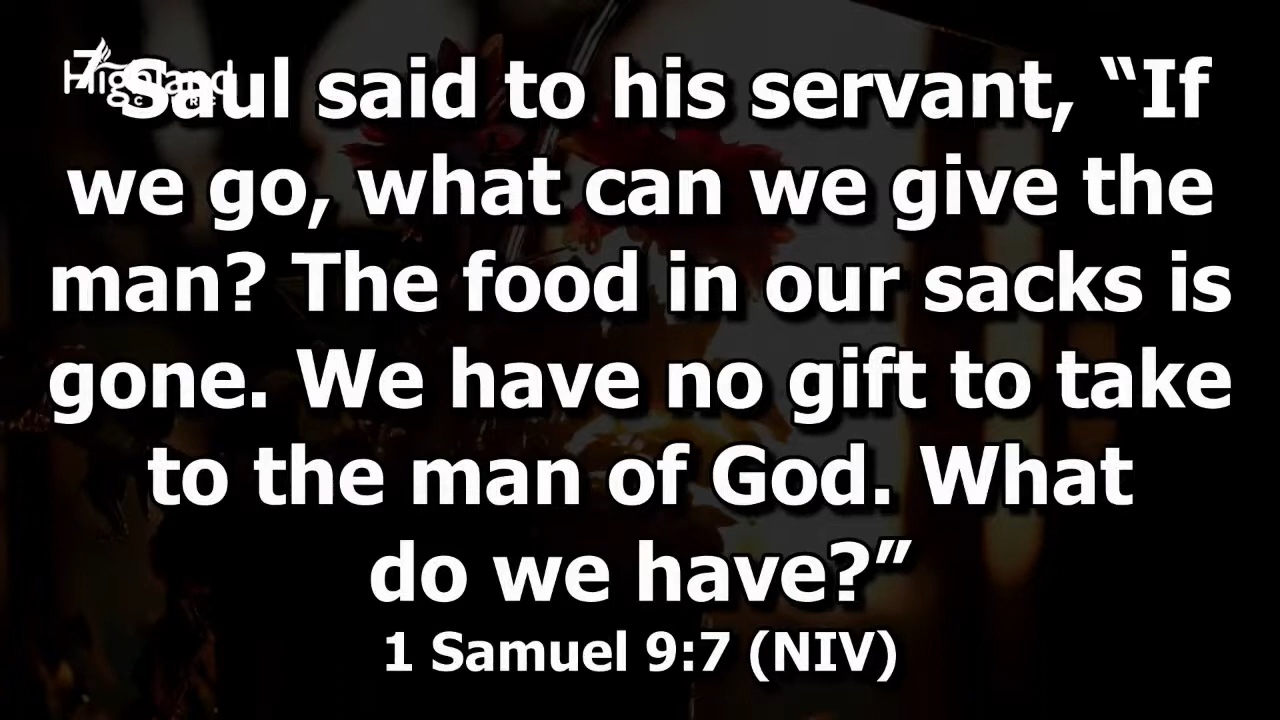 Highland
7 Saul said to his servant, “If
we go, what can we give the
man? The food in our sacks is
gone. We have no gift to take
to the man of God. What
do we have?”
1 Samuel 9:7 (NIV)